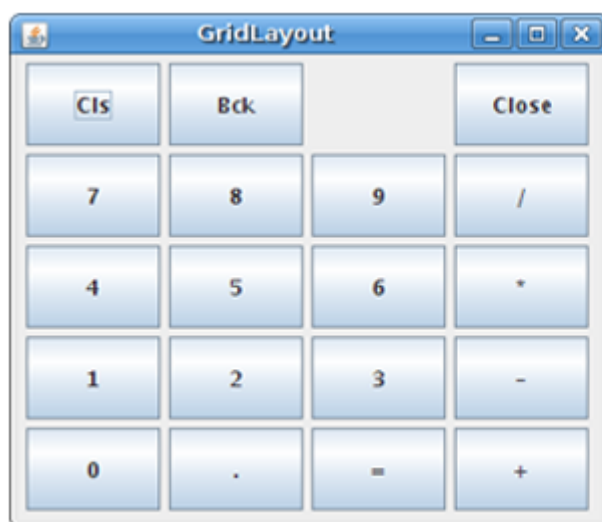 GridLayout
Cls Bck Close
7 8 9 /
4 5 6 *
1 2 3 -
0 . = +